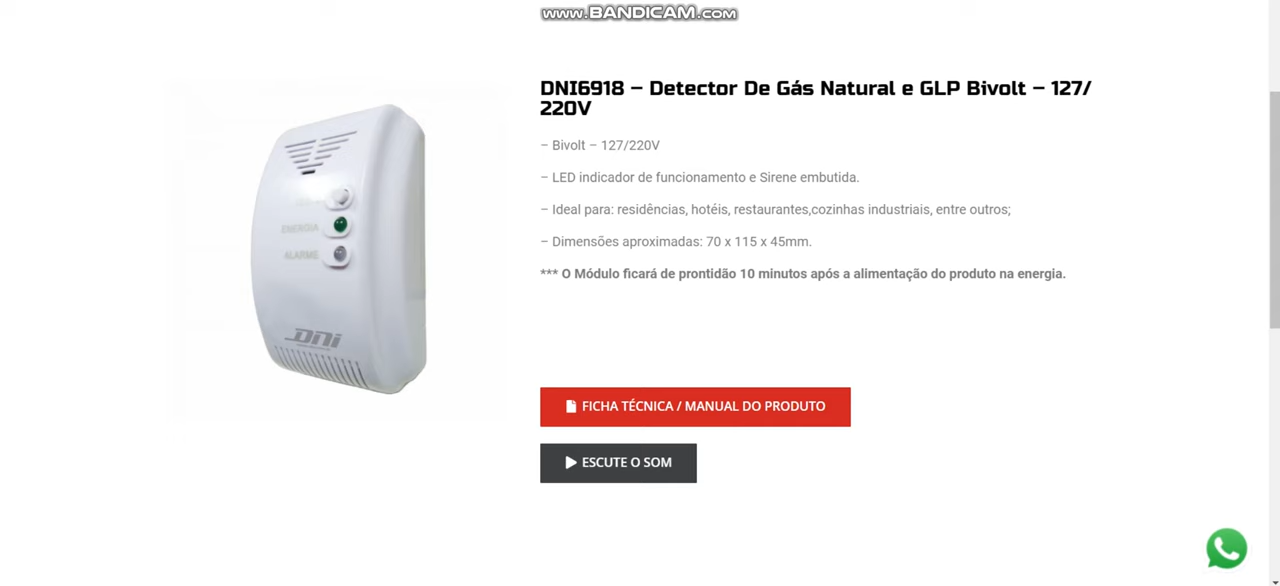 www.BANDICAM.com
DNI6918 – Detector De Gás Natural e GLP Bivolt – 127/
220V
– Bivolt – 127/220V
– LED indicador de funcionamento e Sirene embutida.
– Ideal para: residências, hotéis, restaurantes,cozinhas industriais, entre outros;
– Dimensões aproximadas: 70 x 115 x 45mm.
*** O Módulo ficará de prontidão 10 minutos após a alimentação do produto na energia.
ENERGIA
ALARME
DNI
FICHA TÉCNICA / MANUAL DO PRODUTO
ESCUTE O SOM